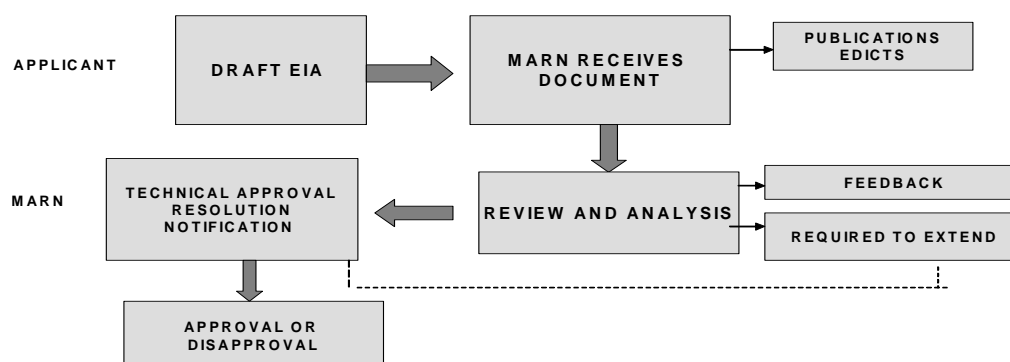 APPLICANT
DRAFT EIA
MARN RECEIVES
DOCUMENT
PUBLICATIONS
EDICTS
MARN
TECHNICAL APPROVAL
RESOLUTION
NOTIFICATION
REVIEW AND ANALYSIS
FEEDBACK
REQUIRED TO EXTEND
APPROVAL OR
DISAPPROVAL